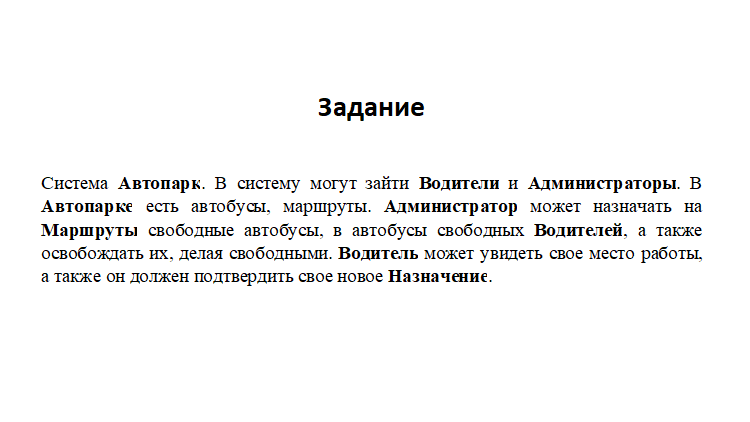 Задание
Система Автопарк. В систему могут зайти Водители и Администраторы. В
Автопарке есть автобусы, маршруты. Администратор может назначать на
Маршруты свободные автобусы, в автобусы свободных Водителей, а также
освобождать их, делая свободными. Водитель может увидеть свое место работы,
а также он должен подтвердить свое новое Назначение.